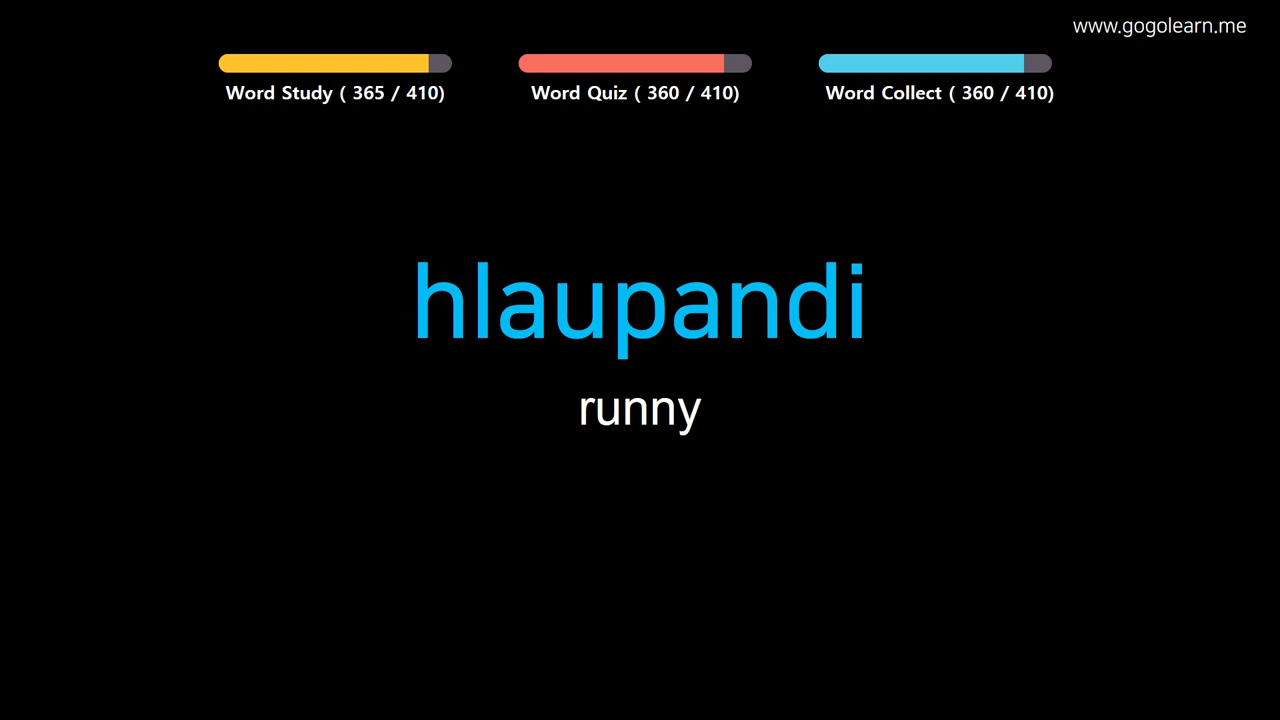 www.gogolearn.me
Word Study ( 365 / 410)
Word Quiz ( 360 / 410)
Word Collect ( 360 / 410)
hlaupandi
runny